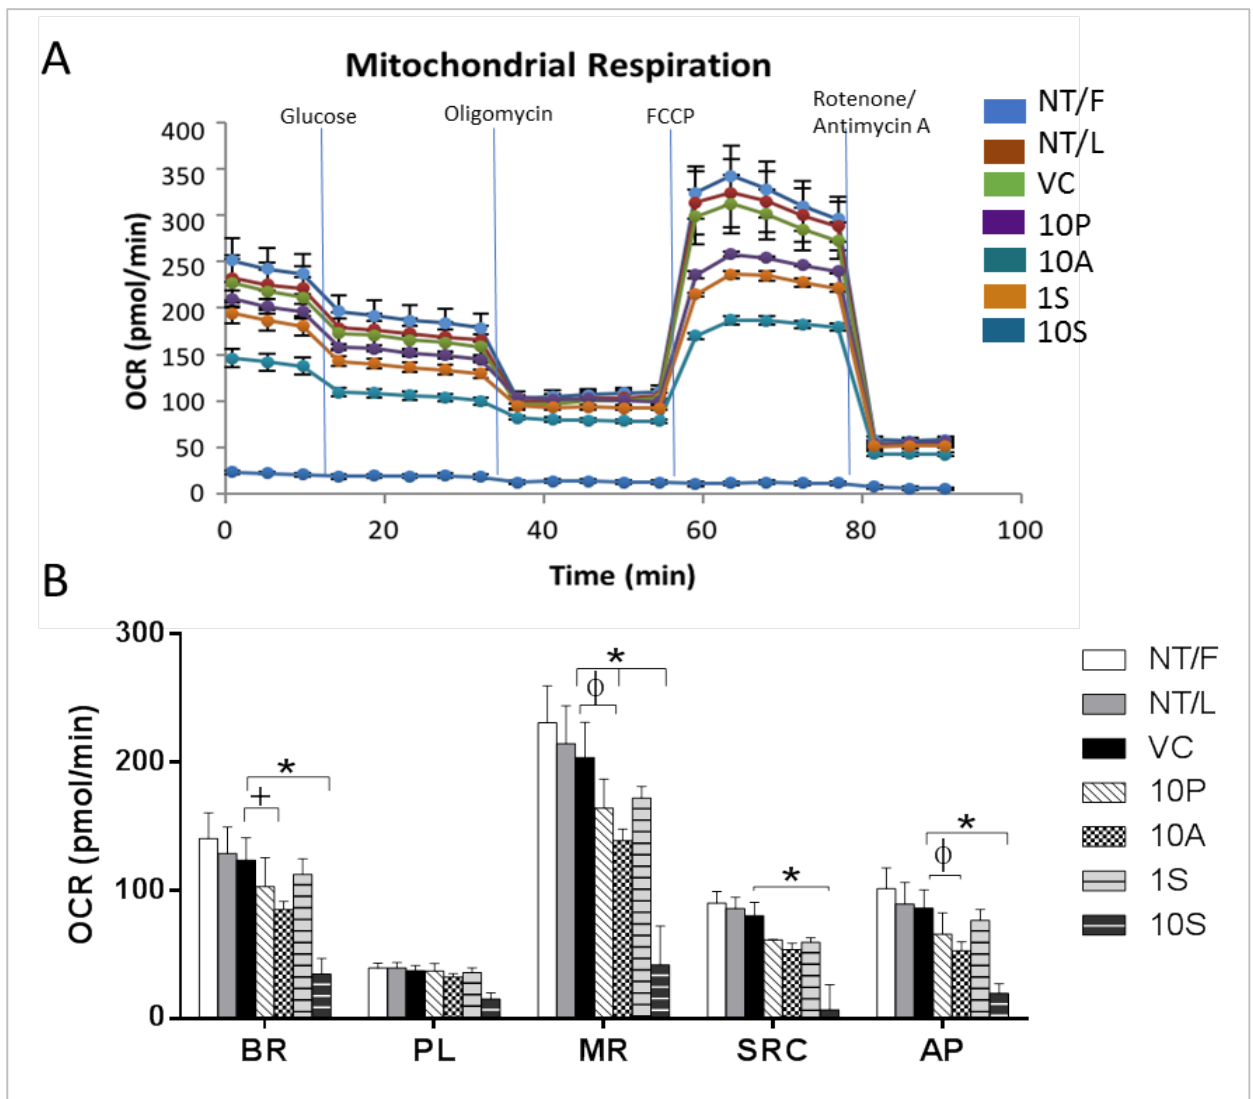 A
Mitochondrial Respiration
Glucose
Oligomycin
FCCP
Rotenone/
Antimycin A
NT/F
NT/L
VC
10P
10A
1S
10S
OCR (pmol/min)
400
350
300
250
200
150
100
50
0
0 20 40 60 80 100
Time (min)
B
OCR (pmol/min)
300
200
100
0
+ *
ϕ *
*
ϕ *
BR PL MR SRC AP
NT/F
NT/L
VC
10P
10A
1S
10S